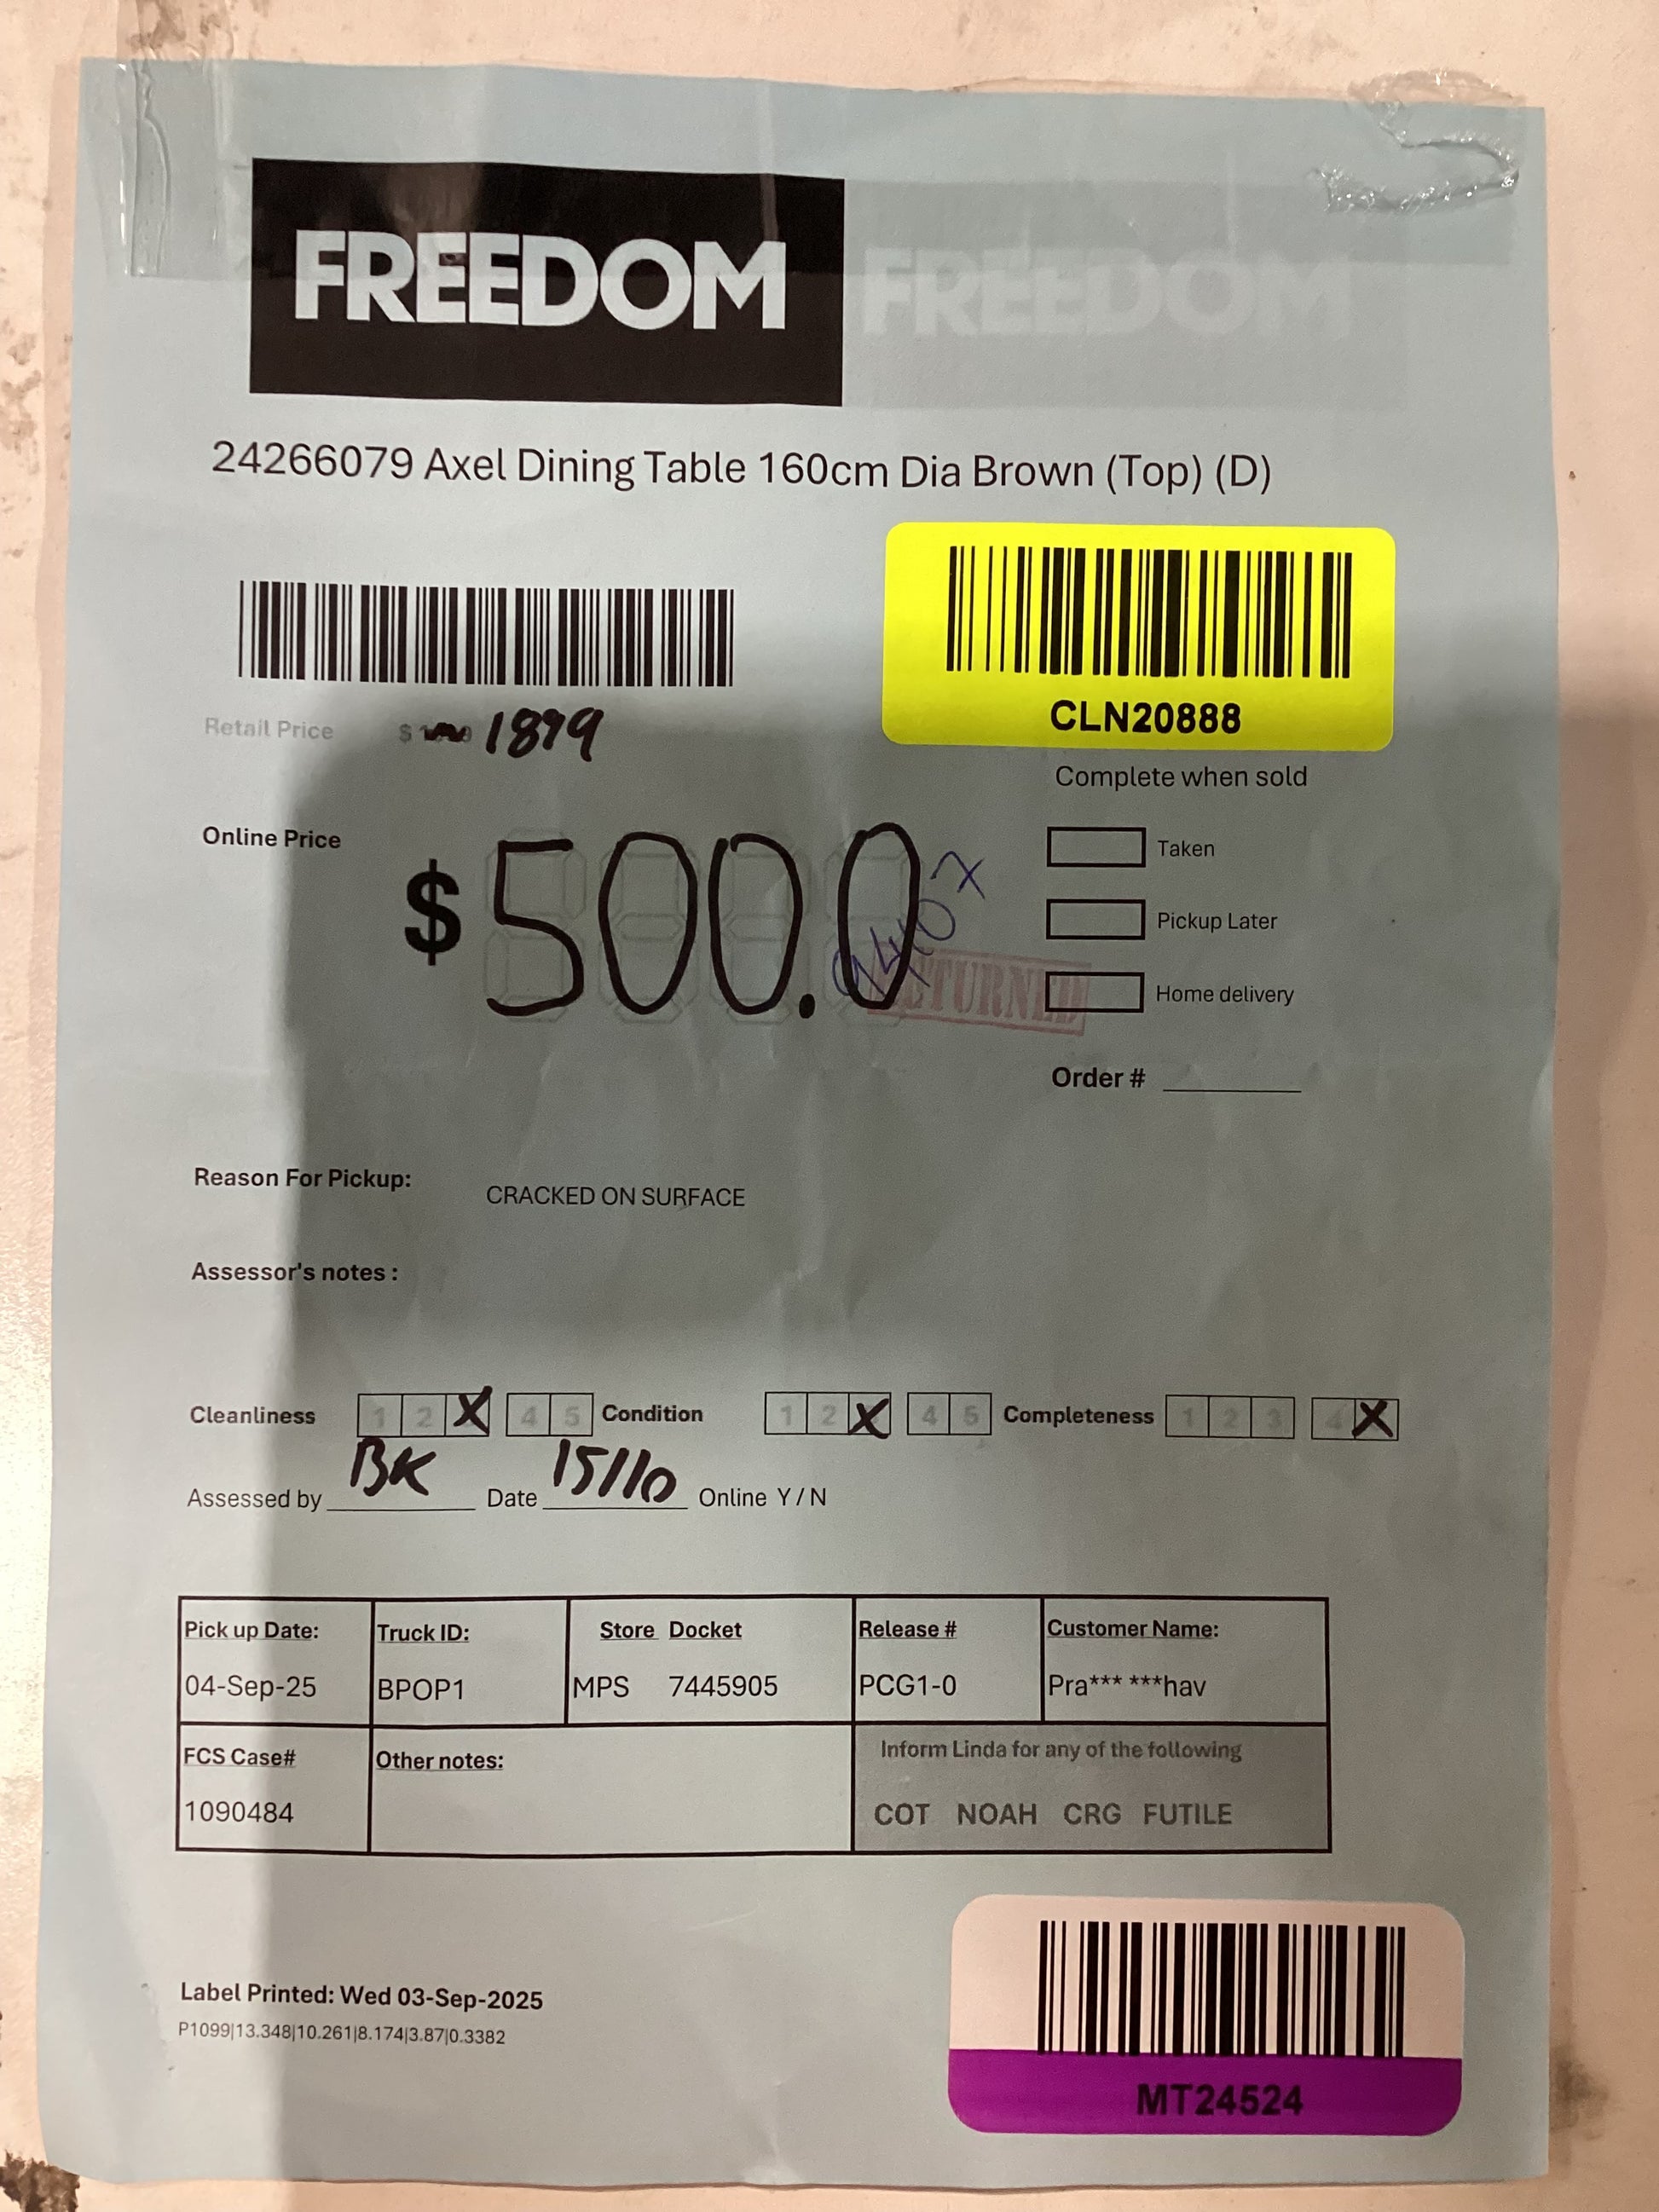 FREEDOM
FREEDOM
24266079 Axel Dining Table 160cm Dia Brown (Top) (D)
CLN20888
Retail Price $ 1899
Complete when sold
Online Price
$ 500.0
Taken
Pickup Later
RETURNED
Home delivery
Order #
Reason For Pickup:
CRACKED ON SURFACE
Assessor's notes :
Cleanliness 1 2 X 4 5 Condition 1 2 X 4 5 Completeness 1 2 3 4 X
Assessed by BK Date 15/10 Online Y / N
Pick up Date: Truck ID: Store Docket Release # Customer Name:
04-Sep-25 BPOP1 MPS 7445905 PCG1-0 Pra*** ***hav
FCS Case# Other notes: Inform Linda for any of the following
1090484 COT NOAH CRG FUTILE
Label Printed: Wed 03-Sep-2025
P1099|13.348|10.261|8.174|3.87|0.3382
MT24524